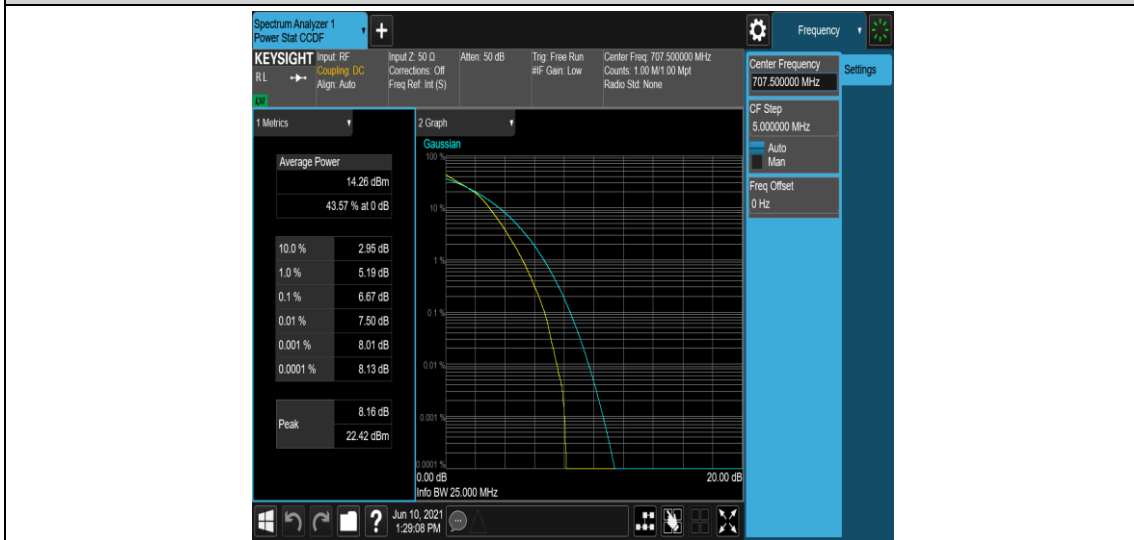 Spectrum Analyzer 1
Power Stat CCDF
+
Frequency
KEYSIGHT
RL
LXI
Input: RF
Coupling: DC
Align: Auto
Input Z: 50 Ω
Corrections: Off
Freq Ref: Int (S)
Atten: 50 dB
Trig: Free Run
#IF Gain: Low
Center Freq: 707.500000 MHz
Counts: 1.00 M/1.00 Mpt
Radio Std: None
Center Frequency
707.500000 MHz
Settings
CF Step
5.000000 MHz
Auto
Man
Freq Offset
0 Hz
1 Metrics
Average Power
14.26 dBm
43.57 % at 0 dB
10.0 % 2.95 dB
1.0 % 5.19 dB
0.1 % 6.67 dB
0.01 % 7.50 dB
0.001 % 8.01 dB
0.0001 % 8.13 dB
Peak
8.16 dB
22.42 dBm
2 Graph
Gaussian
100 %
10 %
1 %
0.1 %
0.01 %
0.001 %
0.0001 %
0.00 dB 20.00 dB
Info BW 25.000 MHz
?
Jun 10, 2021
1:29:08 PM